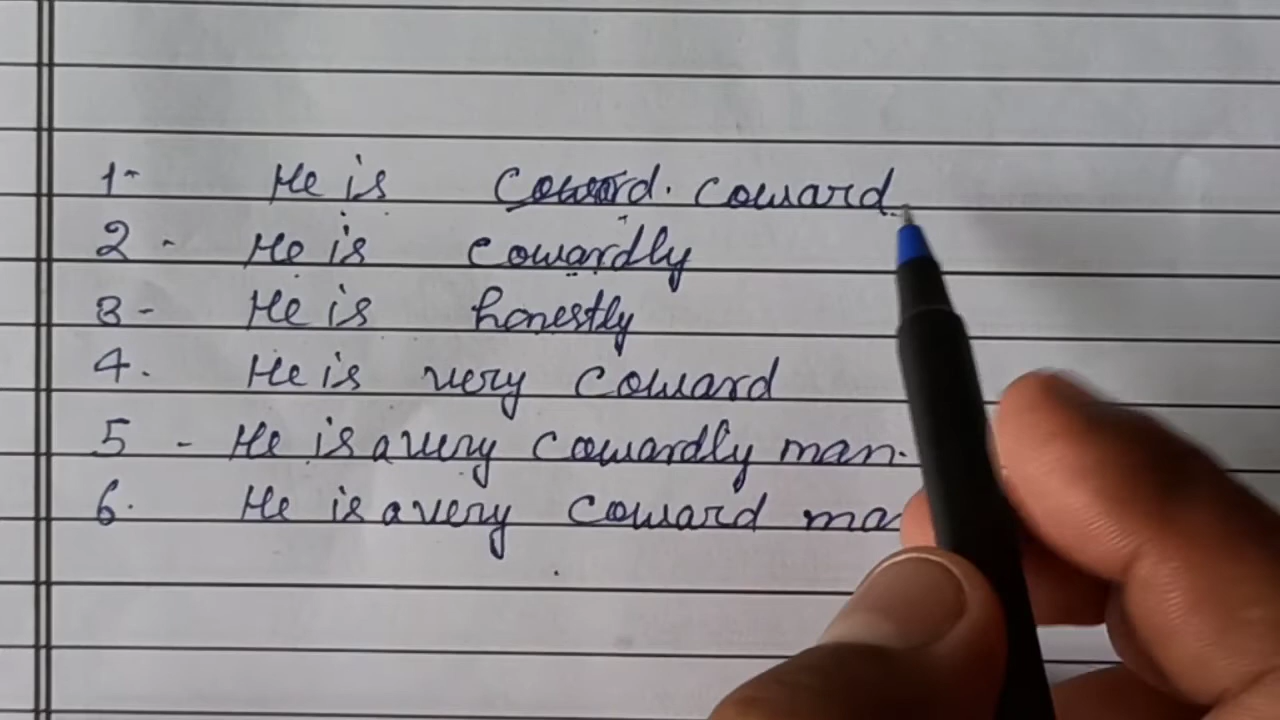 1- He is Coward. Coward.
2 - He is cowardly
3 - He is honestly
4. He is very Coward
5 - He is a very Cowardly man.
6. He is a very Coward ma